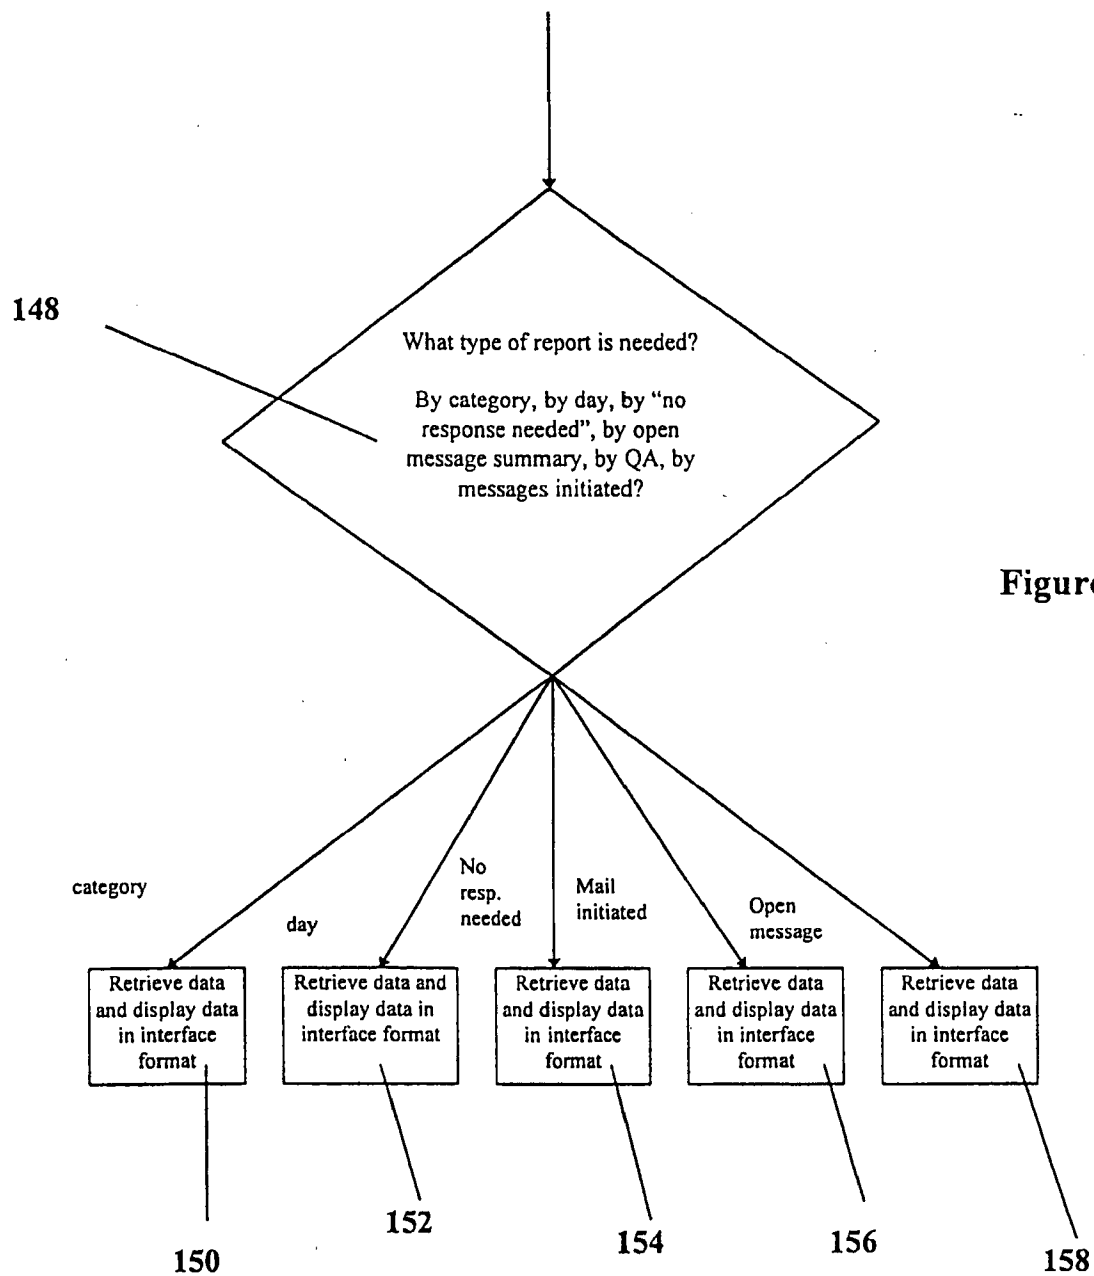 148
What type of report is needed?
By category, by day, by “no
response needed”, by open
message summary, by QA, by
messages initiated?
Figure
category
day
No
resp.
needed
Mail
initiated
Open
message
Retrieve data
and display data
in interface
format
Retrieve data and
display data in
interface format
Retrieve data
and display data
in interface
format
Retrieve data
and display data
in interface
format
Retrieve data
and display data
in interface
format
150
152
154
156
158